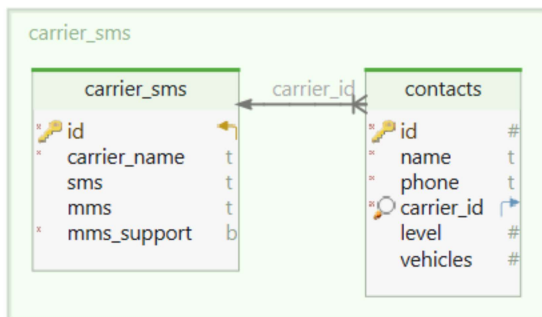 carrier_sms
carrier_sms
id
carrier_name t
sms t
mms t
mms_support b
carrier_id
contacts
id #
name t
phone t
carrier_id
level #
vehicles #